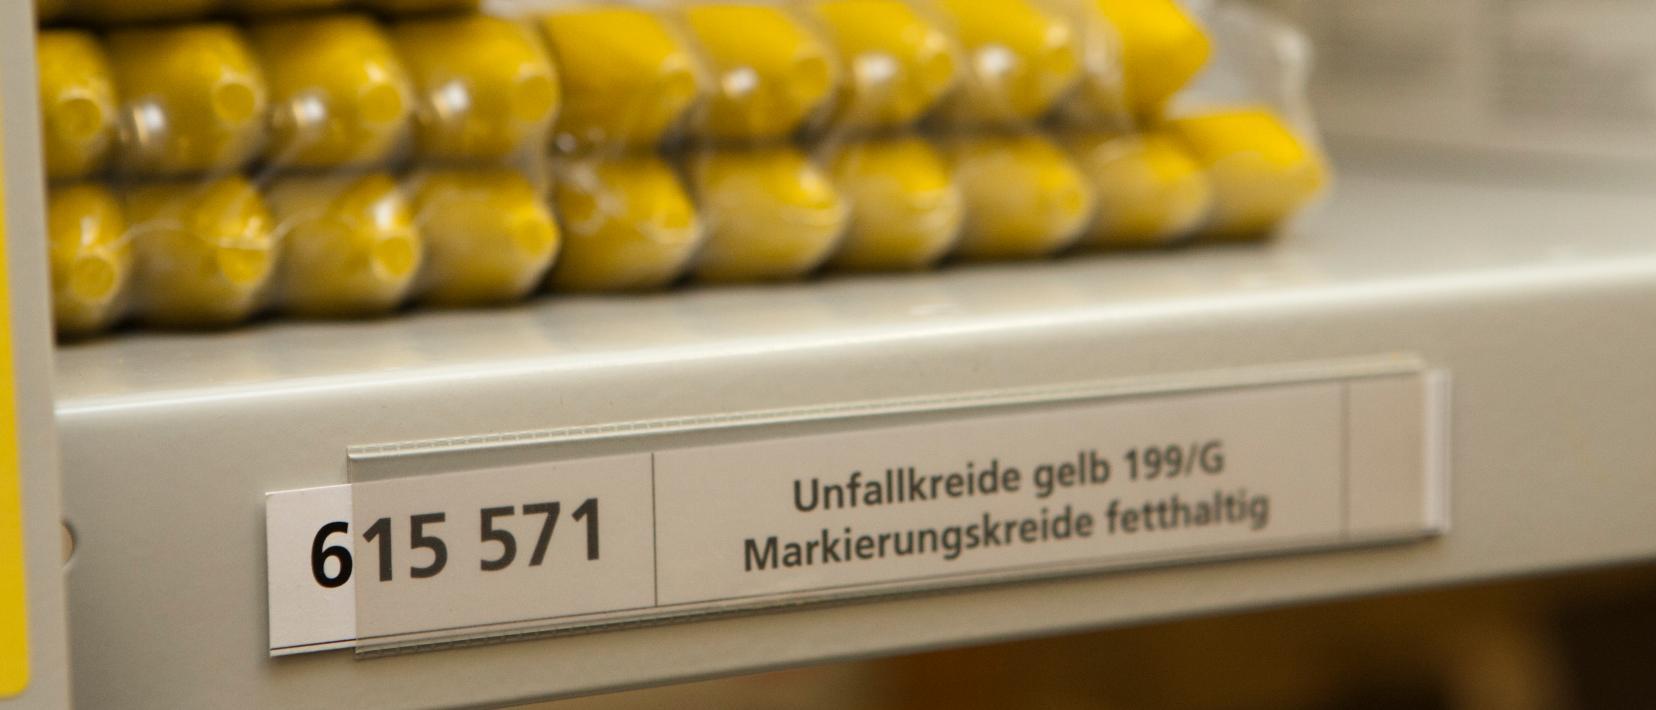 615 571
Unfallkreide gelb 199/G
Markierungskreide fetthaltig